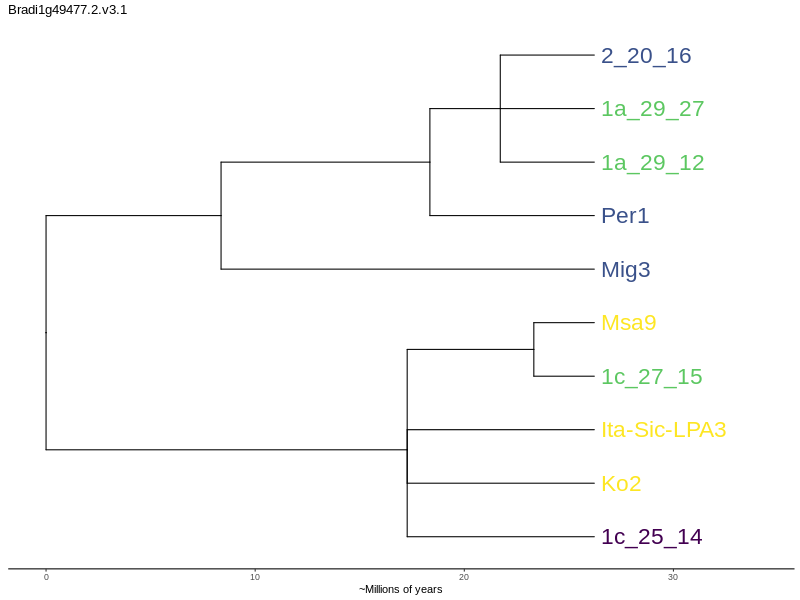 Bradi1g49477.2.v3.1
2_20_16
1a_29_27
1a_29_12
Per1
Mig3
Msa9
1c_27_15
Ita-Sic-LPA3
Ko2
1c_25_14
0 10 20 30
~Millions of years